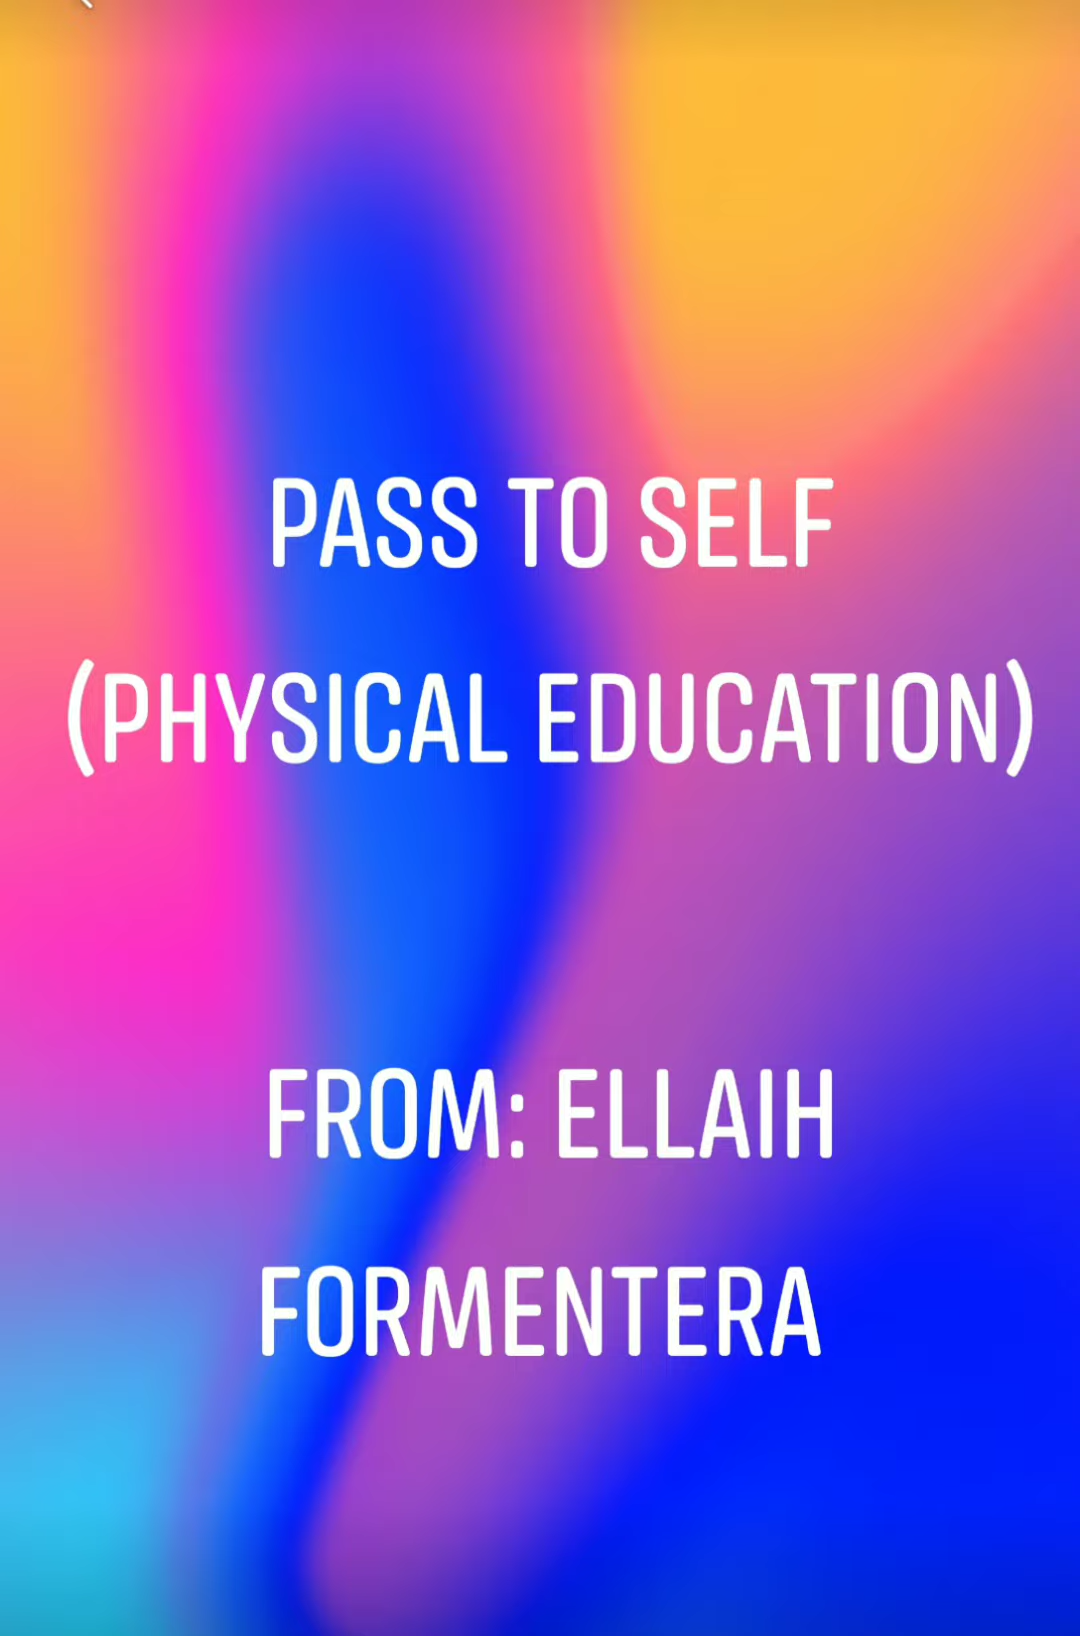 PASS TO SELF
(PHYSICAL EDUCATION)
FROM: ELLAIH
FORMENTERA